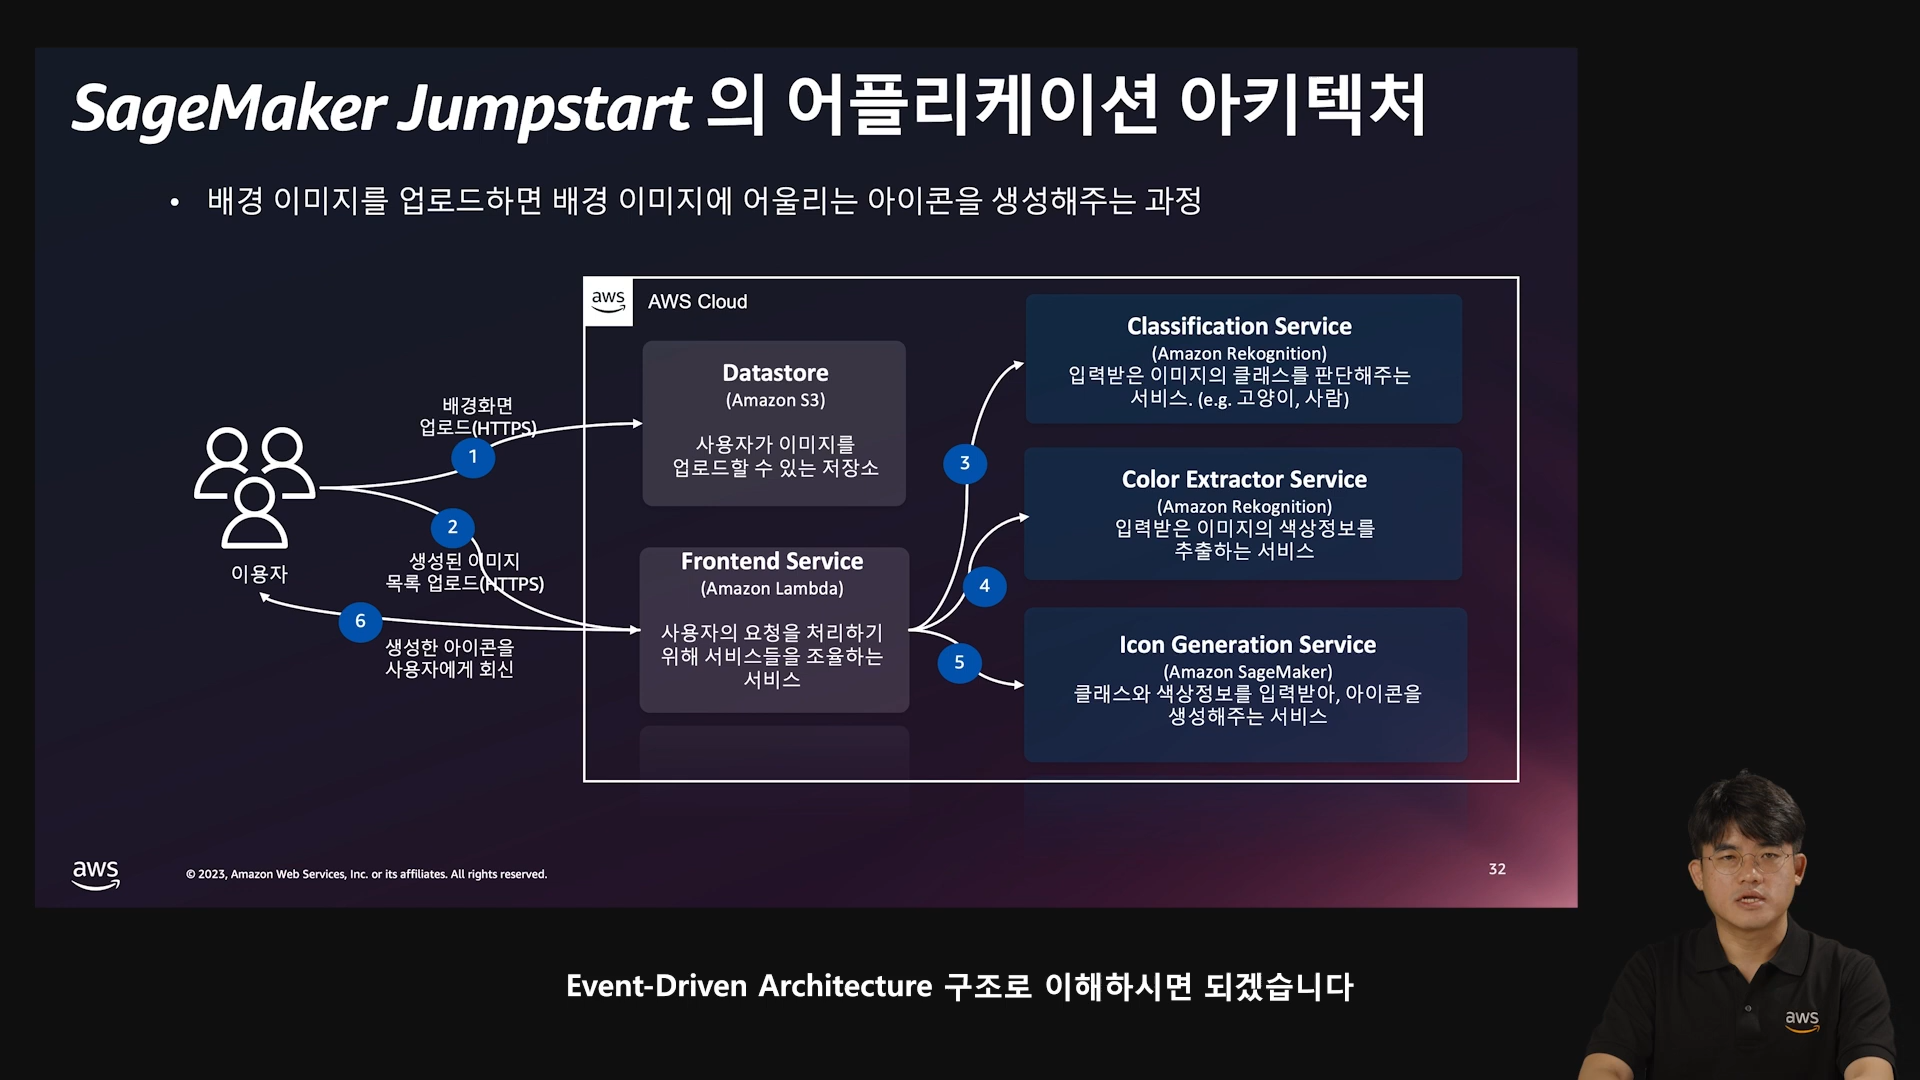 SageMaker Jumpstart 의 어플리케이션 아키텍처
• 배경 이미지를 업로드하면 배경 이미지에 어울리는 아이콘을 생성해주는 과정
aws
AWS Cloud
배경화면
업로드(HTTPS)
1
2
생성된 이미지
목록 업로드(HTTPS)
이용자
6
생성한 아이콘을
사용자에게 회신
Datastore
(Amazon S3)
사용자가 이미지를
업로드할 수 있는 저장소
Frontend Service
(Amazon Lambda)
사용자의 요청을 처리하기
위해 서비스들을 조율하는
서비스
3
4
5
Classification Service
(Amazon Rekognition)
입력받은 이미지의 클래스를 판단해주는
서비스. (e.g. 고양이, 사람)
Color Extractor Service
(Amazon Rekognition)
입력받은 이미지의 색상정보를
추출하는 서비스
Icon Generation Service
(Amazon SageMaker)
클래스와 색상정보를 입력받아, 아이콘을
생성해주는 서비스
aws
© 2023, Amazon Web Services, Inc. or its affiliates. All rights reserved.
32
Event-Driven Architecture 구조로 이해하시면 되겠습니다
aws